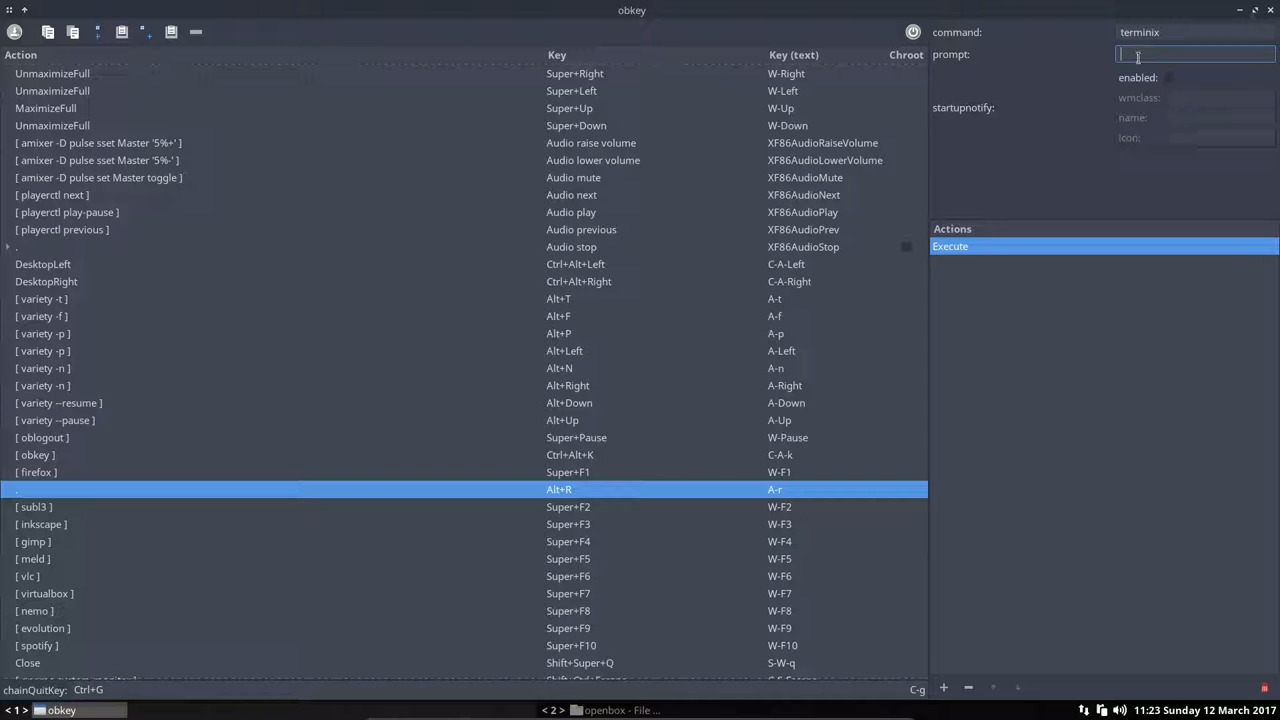 obkey
Action Key Key (text) Chroot
UnmaximizeFull Super+Right W-Right
UnmaximizeFull Super+Left W-Left
MaximizeFull Super+Up W-Up
UnmaximizeFull Super+Down W-Down
[ amixer -D pulse sset Master '5%+' ] Audio raise volume XF86AudioRaiseVolume
[ amixer -D pulse sset Master '5%-' ] Audio lower volume XF86AudioLowerVolume
[ amixer -D pulse set Master toggle ] Audio mute XF86AudioMute
[ playerctl next ] Audio next XF86AudioNext
[ playerctl play-pause ] Audio play XF86AudioPlay
[ playerctl previous ] Audio previous XF86AudioPrev
. Audio stop XF86AudioStop
DesktopLeft Ctrl+Alt+Left C-A-Left
DesktopRight Ctrl+Alt+Right C-A-Right
[ variety -t ] Alt+T A-t
[ variety -f ] Alt+F A-f
[ variety -p ] Alt+P A-p
[ variety -p ] Alt+Left A-Left
[ variety -n ] Alt+N A-n
[ variety -n ] Alt+Right A-Right
[ variety --resume ] Alt+Down A-Down
[ variety --pause ] Alt+Up A-Up
[ oblogout ] Super+Pause W-Pause
[ obkey ] Ctrl+Alt+K C-A-k
[ firefox ] Super+F1 W-F1
. Alt+R A-r
[ subl3 ] Super+F2 W-F2
[ inkscape ] Super+F3 W-F3
[ gimp ] Super+F4 W-F4
[ meld ] Super+F5 W-F5
[ vlc ] Super+F6 W-F6
[ virtualbox ] Super+F7 W-F7
[ nemo ] Super+F8 W-F8
[ evolution ] Super+F9 W-F9
[ spotify ] Super+F10 W-F10
Close Shift+Super+Q S-W-q
chainQuitKey: Ctrl+G C-g
command: terminix
prompt:
enabled:
wmclass:
startupnotify:
name:
icon:
Actions
Execute
< 1 > obkey < 2 > openbox - File ... 11:23 Sunday 12 March 2017